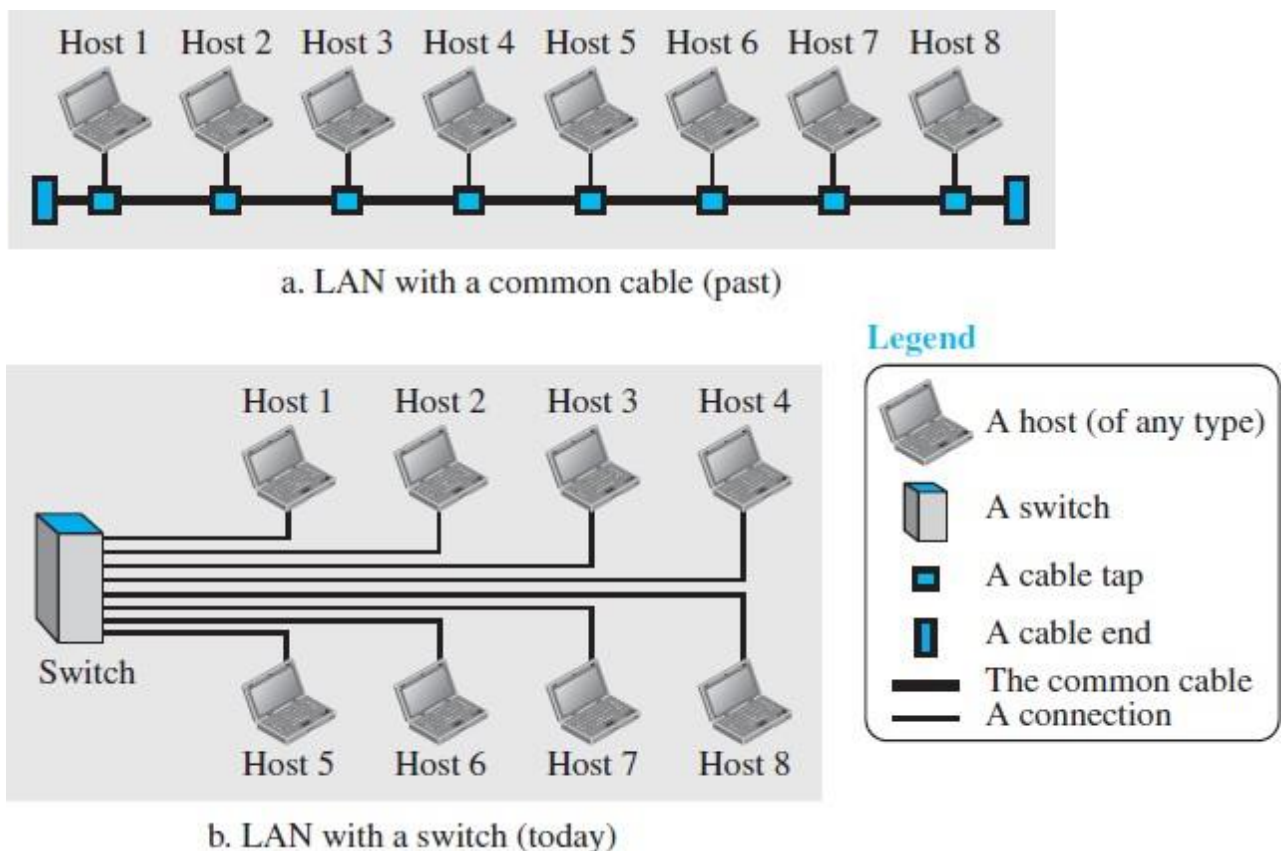 Host 1 Host 2 Host 3 Host 4 Host 5 Host 6 Host 7 Host 8
a. LAN with a common cable (past)
Host 1 Host 2 Host 3 Host 4
Switch
Host 5 Host 6 Host 7 Host 8
b. LAN with a switch (today)
Legend
A host (of any type)
A switch
A cable tap
A cable end
The common cable
A connection